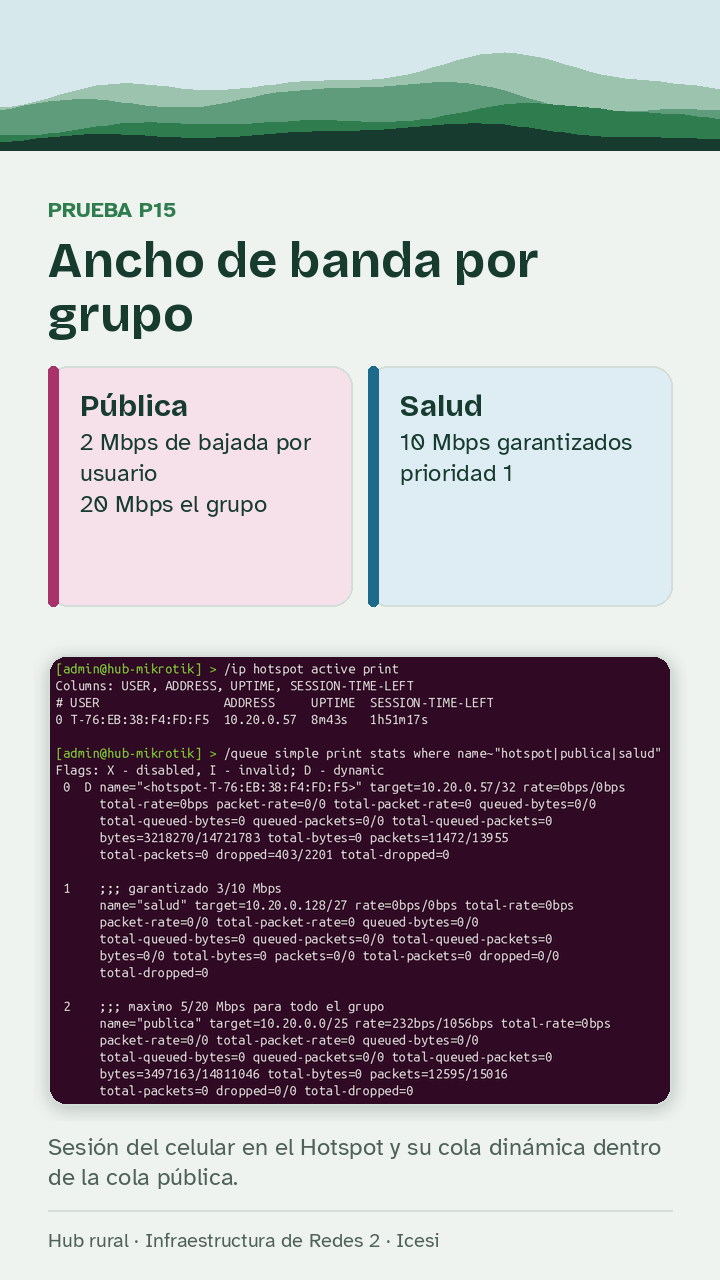 PRUEBA P15
Ancho de banda por
grupo
Pública
2 Mbps de bajada por
usuario
20 Mbps el grupo
Salud
10 Mbps garantizados
prioridad 1
[admin@hub-mikrotik] > /ip hotspot active print
Columns: USER, ADDRESS, UPTIME, SESSION-TIME-LEFT
# USER                 ADDRESS     UPTIME  SESSION-TIME-LEFT
0 T-76:EB:38:F4:FD:F5  10.20.0.57  8m43s   1h51m17s
[admin@hub-mikrotik] > /queue simple print stats where name~"hotspot|publica|salud"
Flags: X - disabled, I - invalid; D - dynamic
0  D name="<hotspot-T-76:EB:38:F4:FD:F5>" target=10.20.0.57/32 rate=0bps/0bps
total-rate=0bps packet-rate=0/0 total-packet-rate=0 queued-bytes=0/0
total-queued-bytes=0 queued-packets=0/0 total-queued-packets=0
bytes=3218270/14721783 total-bytes=0 packets=11472/13955
total-packets=0 dropped=403/2201 total-dropped=0
1    ;;; garantizado 3/10 Mbps
name="salud" target=10.20.0.128/27 rate=0bps/0bps total-rate=0bps
packet-rate=0/0 total-packet-rate=0 queued-bytes=0/0
total-queued-bytes=0 queued-packets=0/0 total-queued-packets=0
bytes=0/0 total-bytes=0 packets=0/0 total-packets=0 dropped=0/0
total-dropped=0
2    ;;; maximo 5/20 Mbps para todo el grupo
name="publica" target=10.20.0.0/25 rate=232bps/1056bps total-rate=0bps
packet-rate=0/0 total-packet-rate=0 queued-bytes=0/0
total-queued-bytes=0 queued-packets=0/0 total-queued-packets=0
bytes=3497163/14811046 total-bytes=0 packets=12595/15016
total-packets=0 dropped=0/0 total-dropped=0
Sesión del celular en el Hotspot y su cola dinámica dentro
de la cola pública.
Hub rural · Infraestructura de Redes 2 · Icesi